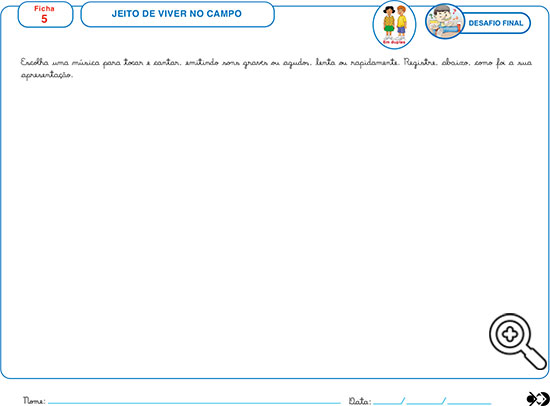 Ficha
5
JEITO DE VIVER NO CAMPO
Em duplas
DESAFIO FINAL
Escolha uma música para tocar e cantar, emitindo sons graves ou agudos, lenta ou rapidamente. Registre, abaixo, como foi a sua
apresentação.
Nome:
Data: / /